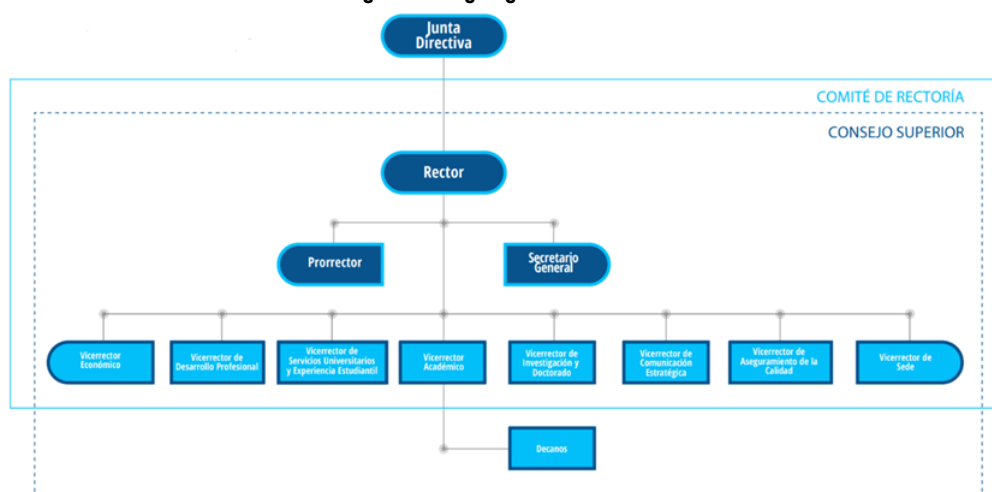 Junta
Directiva
COMITÉ DE RECTORÍA
CONSEJO SUPERIOR
Rector
Prorrector
Secretario
General
Vicerrector
Económico
Vicerrector de
Desarrollo Profesional
Vicerrector de
Servicios Universitarios
y Experiencia Estudiantil
Vicerrector
Académico
Vicerrector de
Investigación y
Doctorado
Vicerrector de
Comunicación
Estratégica
Vicerrector de
Aseguramiento de la
Calidad
Vicerrector de
Sede
Decanos